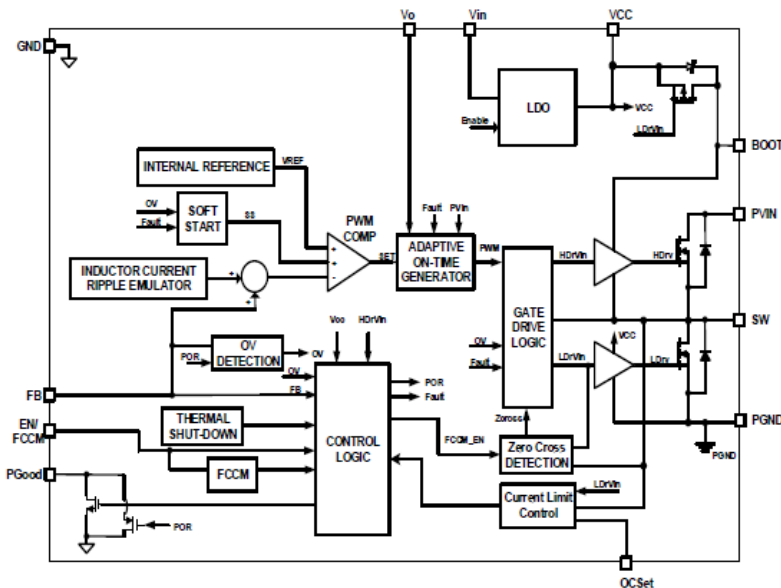 Vo
Vin
VCC
GND
LDO
VCC
Enable
LDrVin
BOOT
INTERNAL REFERENCE
VREF
OV
Fault
SOFT
START
SS
PWM
COMP
Fault
PVin
PVIN
SET
ADAPTIVE
ON-TIME
GENERATOR
PWM
HDrVin
HDrv
INDUCTOR CURRENT
RIPPLE EMULATOR
GATE
DRIVE
LOGIC
SW
Vcc
HDrVin
OV
DETECTION
POR
OV
OV
FB
FB
POR
Fault
OV
Fault
LDrVin
VCC
LDrv
EN/
FCCM
THERMAL
SHUT-DOWN
CONTROL
LOGIC
FCCM_EN
Zcross
Zero Cross
DETECTION
PGND
PGND
PGood
FCCM
Current Limit
Control
LDrVin
POR
OCSet